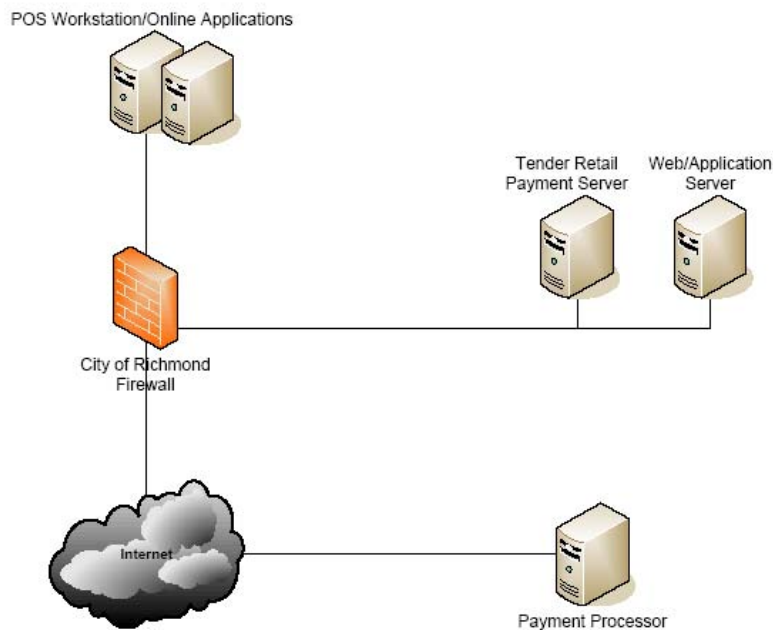 POS Workstation/Online Applications
Tender Retail
Payment Server
Web/Application
Server
City of Richmond
Firewall
Internet
Payment Processor